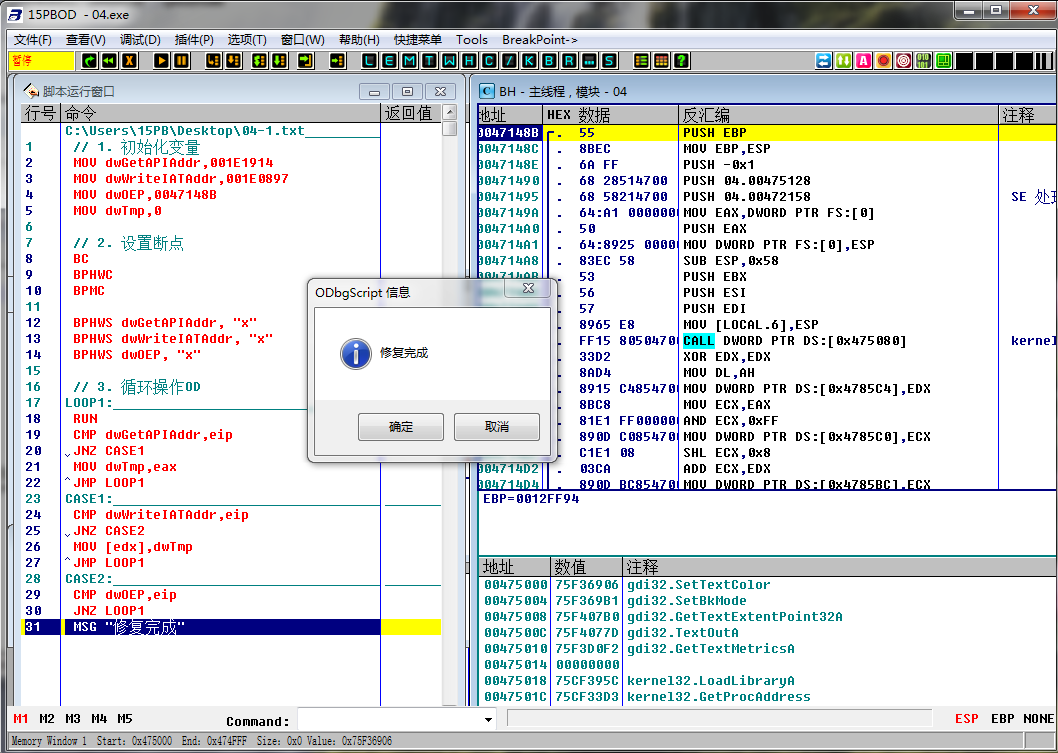 15PBOD - 04.exe
文件(F) 查看(V) 调试(D) 插件(P) 选项(T) 窗口(W) 帮助(H) 快捷菜单 Tools BreakPoint->
暂停 L E M T W H C / K B R ... S ?
脚本运行窗口
行号 命令 返回值
C:\Users\15PB\Desktop\04-1.txt
1 // 1. 初始化变量
2 MOV dwGetAPIAddr,001E1914
3 MOV dwWriteIATAddr,001E0897
4 MOV dwOEP,0047148B
5 MOV dwTmp,0
6
7 // 2. 设置断点
8 BC
9 BPHWC
10 BPMC
11
12 BPHWS dwGetAPIAddr, "x"
13 BPHWS dwWriteIATAddr, "x"
14 BPHWS dwOEP, "x"
15
16 // 3. 循环操作OD
17 LOOP1:
18 RUN
19 CMP dwGetAPIAddr,eip
20 JNZ CASE1
21 MOV dwTmp,eax
22 ^JMP LOOP1
23 CASE1:
24 CMP dwWriteIATAddr,eip
25 JNZ CASE2
26 MOV [edx],dwTmp
27 ^JMP LOOP1
28 CASE2:
29 CMP dwOEP,eip
30 JNZ LOOP1
31 MSG "修复完成"
BH - 主线程, 模块 - 04
地址 HEX 数据 反汇编 注释
0047148B . 55 PUSH EBP
0047148C . 8BEC MOV EBP,ESP
0047148E . 6A FF PUSH -0x1
00471490 . 68 28514700 PUSH 04.00475128
00471495 . 68 58214700 PUSH 04.00472158 SE 处理
0047149A . 64:A1 000000 MOV EAX,DWORD PTR FS:[0]
004714A0 . 50 PUSH EAX
004714A1 . 64:8925 0000 MOV DWORD PTR FS:[0],ESP
004714A8 . 83EC 58 SUB ESP,0x58
004714AB . 53 PUSH EBX
. 56 PUSH ESI
. 57 PUSH EDI
. 8965 E8 MOV [LOCAL.6],ESP
. FF15 8050470 CALL DWORD PTR DS:[0x475080] kernel
. 33D2 XOR EDX,EDX
. 8AD4 MOV DL,AH
. 8915 C485470 MOV DWORD PTR DS:[0x4785C4],EDX
. 8BC8 MOV ECX,EAX
. 81E1 FF00000 AND ECX,0xFF
. 890D C085470 MOV DWORD PTR DS:[0x4785C0],ECX
. C1E1 08 SHL ECX,0x8
004714D2 . 03CA ADD ECX,EDX
004714D4 . 890D BC85470 MOV DWORD PTR DS:[0x4785BC],ECX
EBP=0012FF94
地址 数值 注释
00475000 75F36906 gdi32.SetTextColor
00475004 75F369B1 gdi32.SetBkMode
00475008 75F407B0 gdi32.GetTextExtentPoint32A
0047500C 75F4077D gdi32.TextOutA
00475010 75F3D0F2 gdi32.GetTextMetricsA
00475014 00000000
00475018 75CF395C kernel32.LoadLibraryA
0047501C 75CF33D3 kernel32.GetProcAddress
ODbgScript 信息
修复完成
确定 取消
M1 M2 M3 M4 M5 Command: ESP EBP NONE
Memory Window 1 Start: 0x475000 End: 0x474FFF Size: 0x0 Value: 0x75F36906